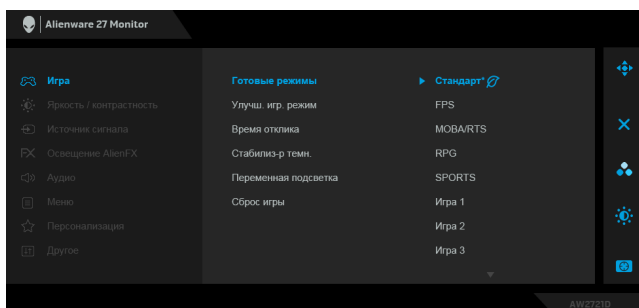 Alienware 27 Monitor
Игра
Яркость / контрастность
Источник сигнала
Освещение AlienFX
Аудио
Меню
Персонализация
Другое
Готовые режимы
Улучш. игр. режим
Время отклика
Стабилиз-р темн.
Переменная подсветка
Сброс игры
Стандарт*
FPS
MOBA/RTS
RPG
SPORTS
Игра 1
Игра 2
Игра 3
AW2721D